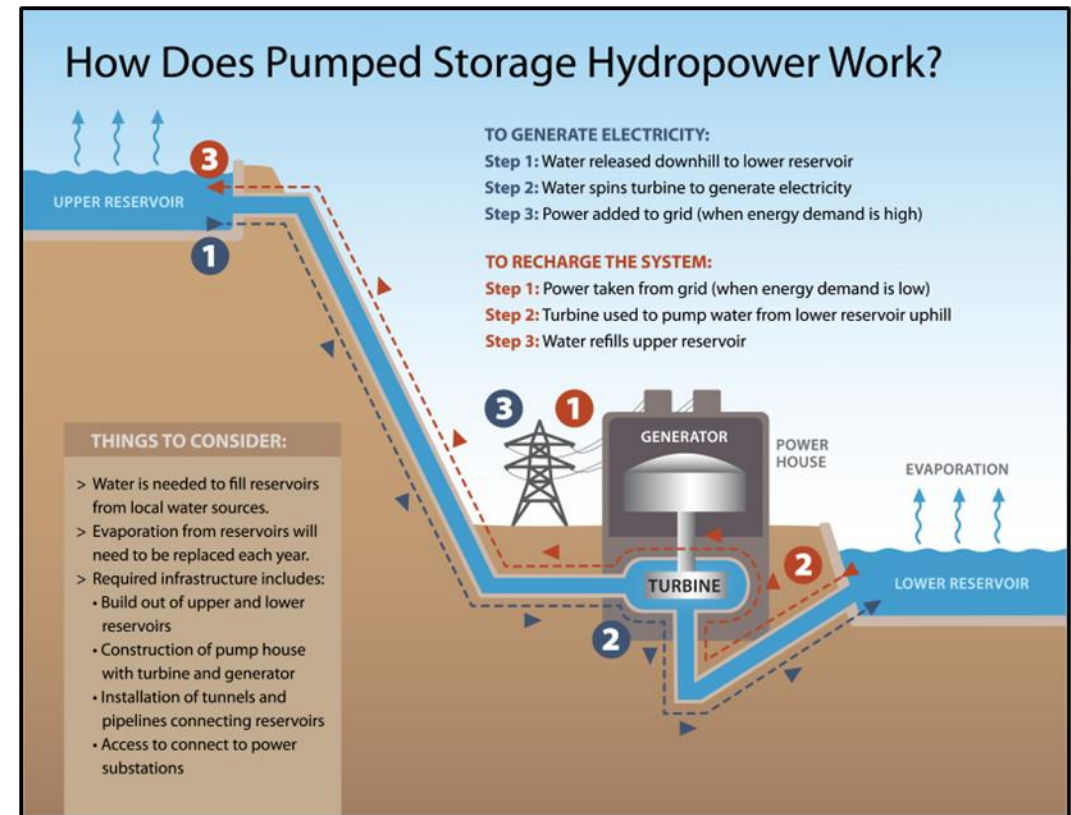 How Does Pumped Storage Hydropower Work?
TO GENERATE ELECTRICITY:
Step 1: Water released downhill to lower reservoir
Step 2: Water spins turbine to generate electricity
Step 3: Power added to grid (when energy demand is high)
TO RECHARGE THE SYSTEM:
Step 1: Power taken from grid (when energy demand is low)
Step 2: Turbine used to pump water from lower reservoir uphill
Step 3: Water refills upper reservoir
3
UPPER RESERVOIR
1
3
1
GENERATOR
POWER
HOUSE
EVAPORATION
TURBINE
2
LOWER RESERVOIR
2
THINGS TO CONSIDER:
> Water is needed to fill reservoirs
from local water sources.
> Evaporation from reservoirs will
need to be replaced each year.
> Required infrastructure includes:
• Build out of upper and lower
reservoirs
• Construction of pump house
with turbine and generator
• Installation of tunnels and
pipelines connecting reservoirs
• Access to connect to power
substations